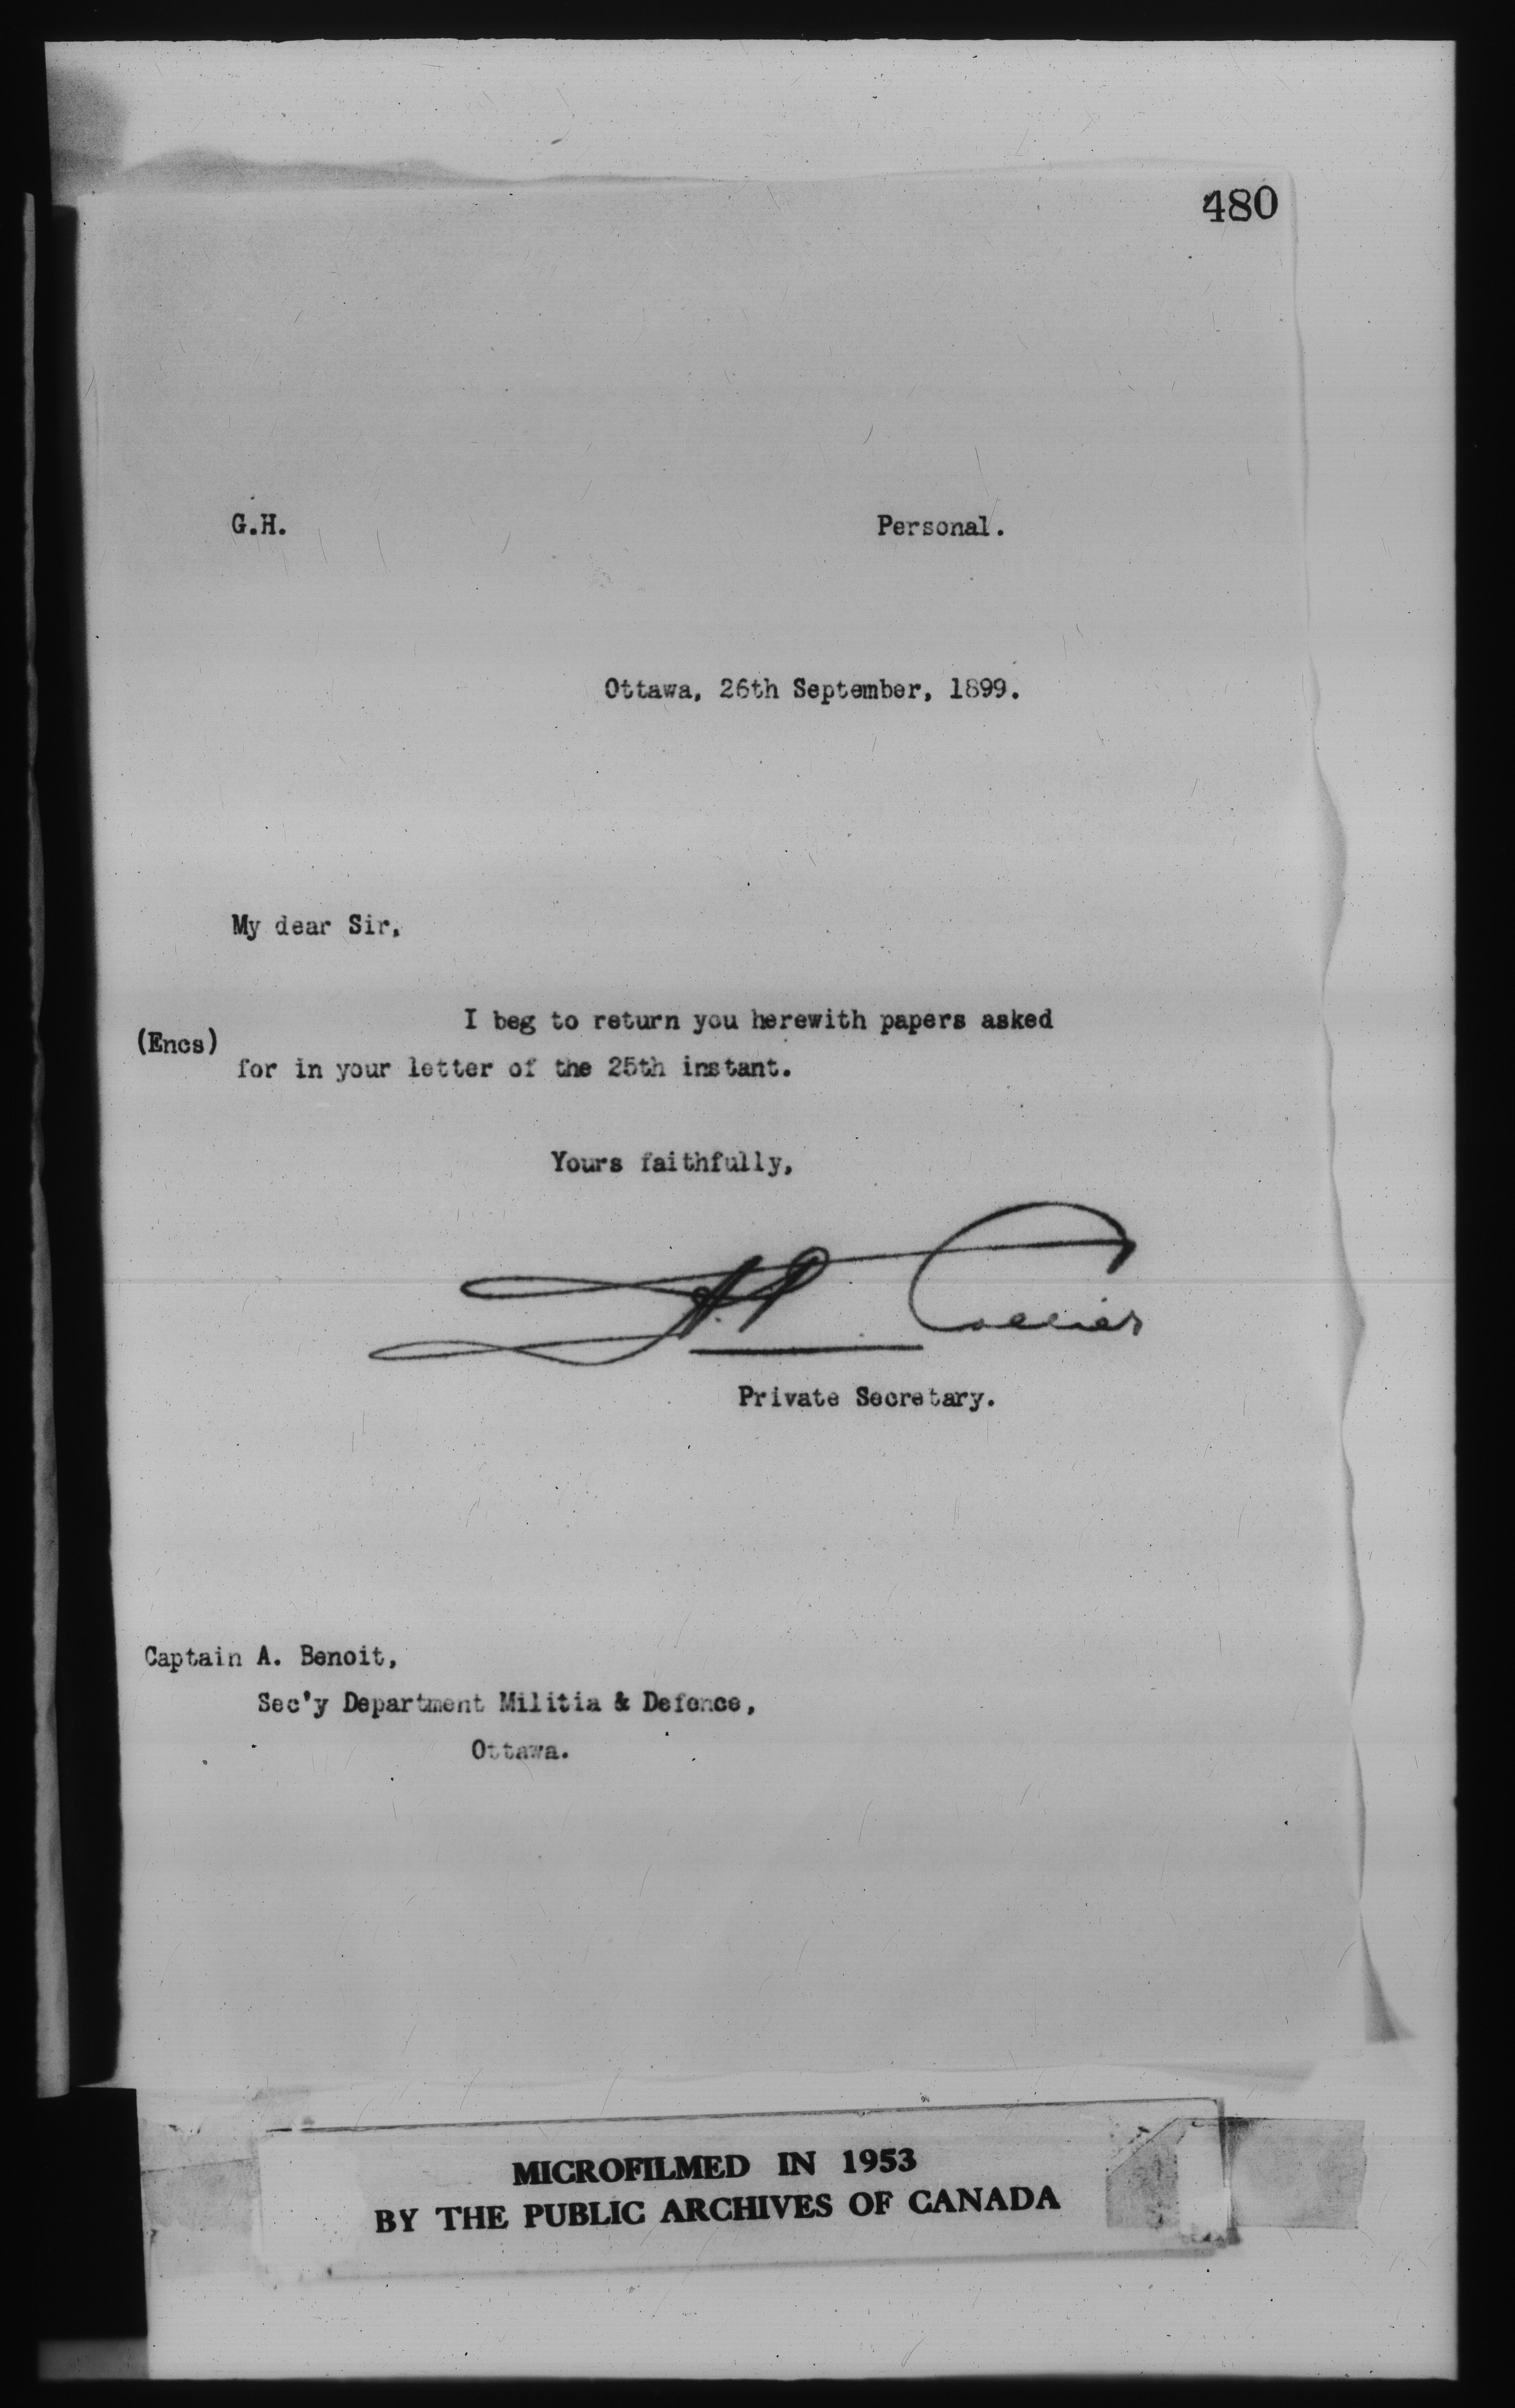 480
G.H. Personal.
Ottawa, 26th September, 1899.
My dear Sir,
I beg to return you herewith papers asked
(Encs)
for in your letter of the 25th instant.
Yours faithfully,
Collier
Private Secretary.
Captain A. Benoit,
Sec'y Department Militia & Defence,
Ottawa.
MICROFILMED IN 1953
BY THE PUBLIC ARCHIVES OF CANADA